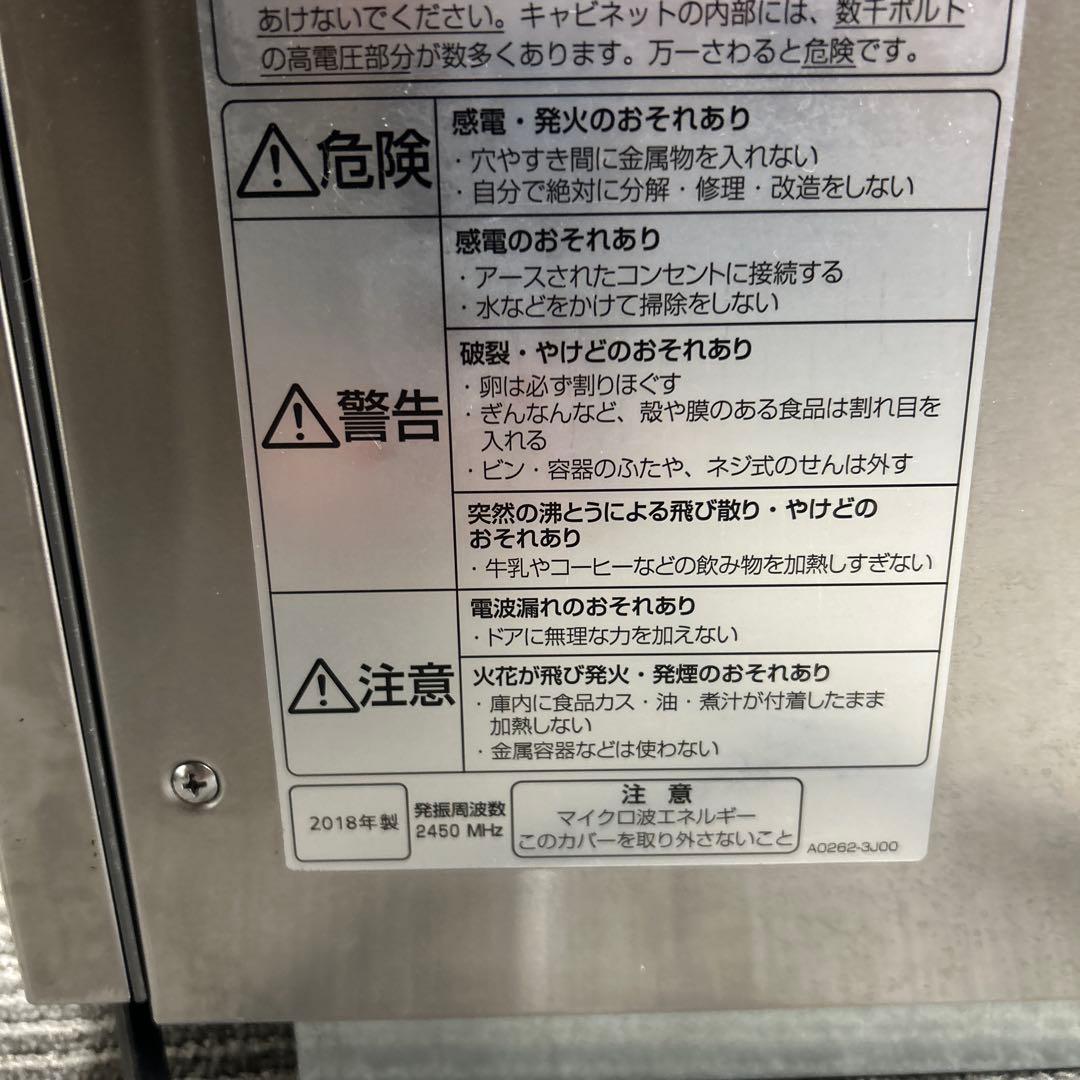 あけないでください。キャビネットの内部には、数千ボルト
の高電圧部分が数多くあります。万一さわると危険です。
危険
感電・発火のおそれあり
・穴やすき間に金属物を入れない
・自分で絶対に分解・修理・改造をしない
警告
感電のおそれあり
・アースされたコンセントに接続する
・水などをかけて掃除をしない
破裂・やけどのおそれあり
・卵は必ず割りほぐす
・ぎんなんなど、殻や膜のある食品は割れ目を
入れる
・ビン・容器のふたや、ネジ式のせんは外す
突然の沸とうによる飛び散り・やけどの
おそれあり
・牛乳やコーヒーなどの飲み物を加熱しすぎない
注意
電波漏れのおそれあり
・ドアに無理な力を加えない
火花が飛び発火・発煙のおそれあり
・庫内に食品カス・油・煮汁が付着したまま
加熱しない
・金属容器などは使わない
2018年製
発振周波数
2450 MHz
注 意
マイクロ波エネルギー
このカバーを取り外さないこと
A0262-3J00